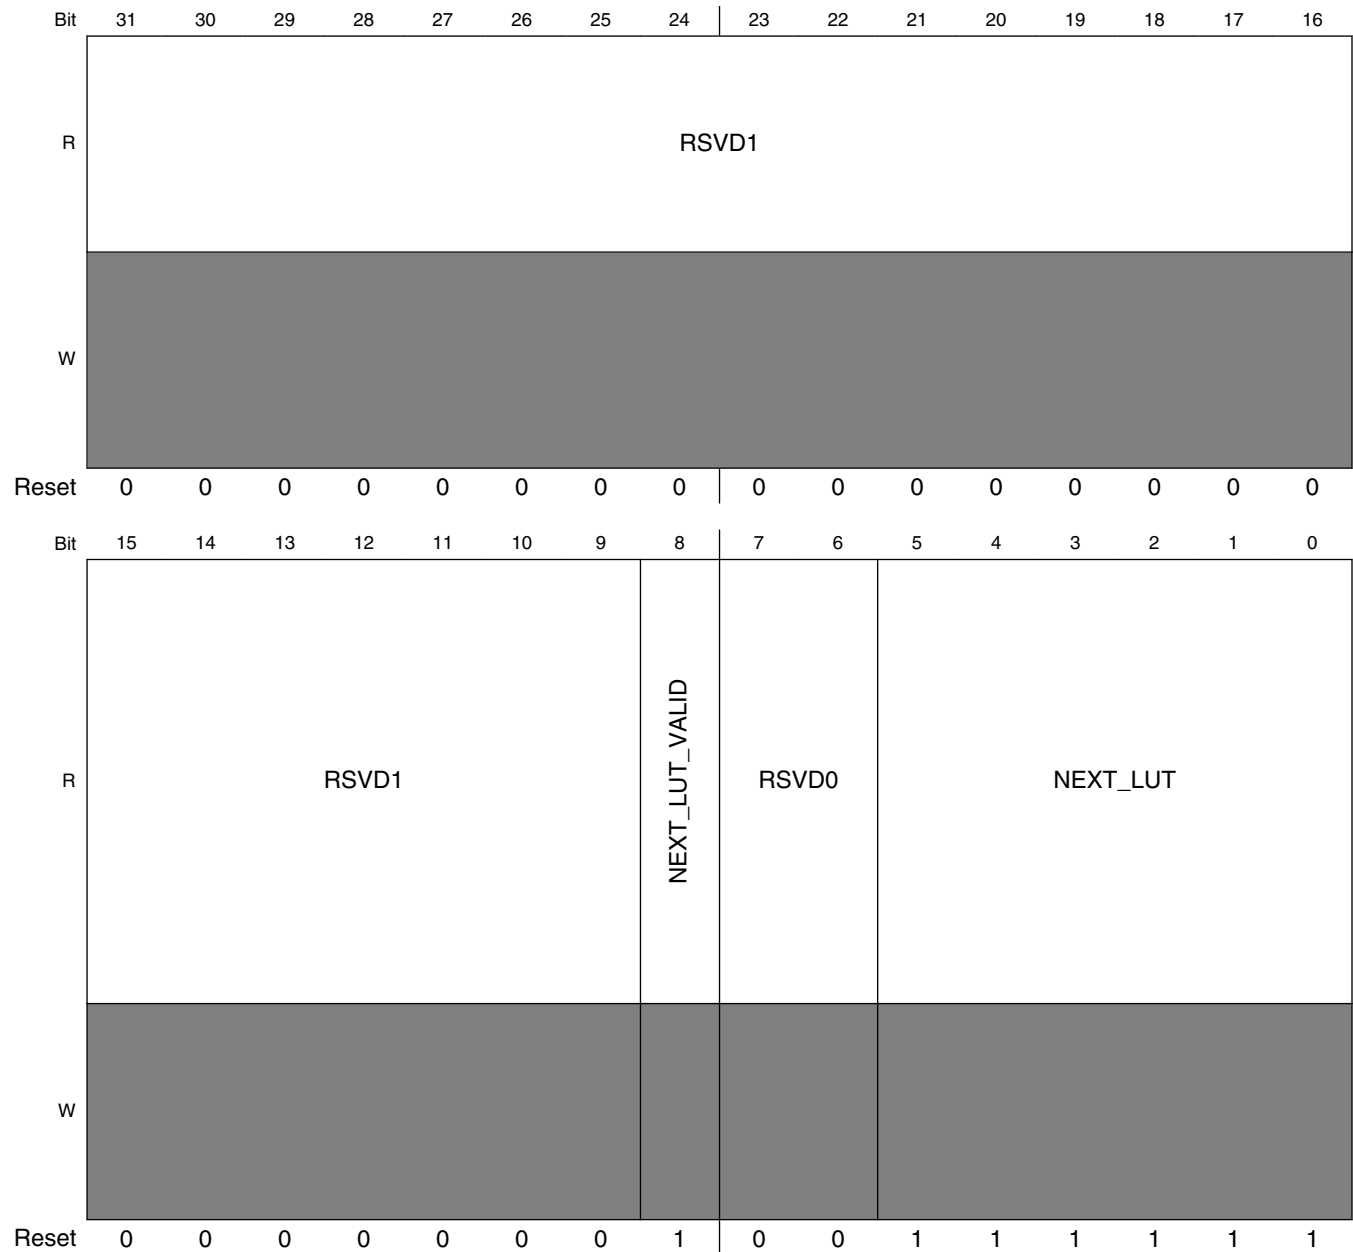 Bit 31 30 29 28 27 26 25 24 23 22 21 20 19 18 17 16
R RSVD1
W
Reset 0 0 0 0 0 0 0 0 0 0 0 0 0 0 0 0
Bit 15 14 13 12 11 10 9 8 7 6 5 4 3 2 1 0
R RSVD1 NEXT_LUT_VALID RSVD0 NEXT_LUT
W
Reset 0 0 0 0 0 0 0 1 0 0 1 1 1 1 1 1